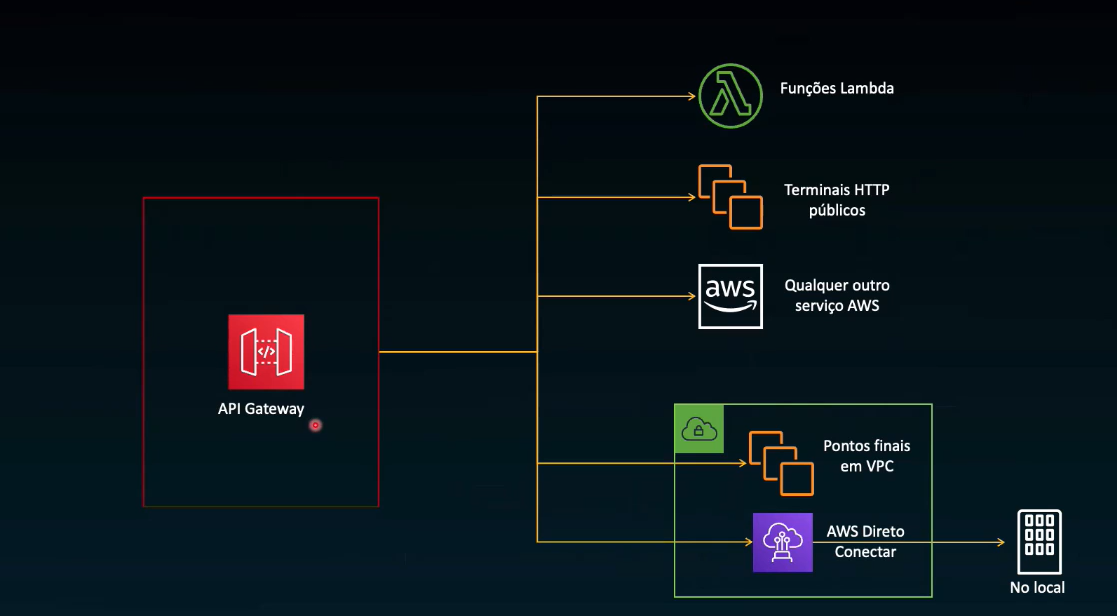 Funções Lambda
Terminais HTTP
públicos
aws
Qualquer outro
serviço AWS
</>
API Gateway
Pontos finais
em VPC
AWS Direto
Conectar
No local